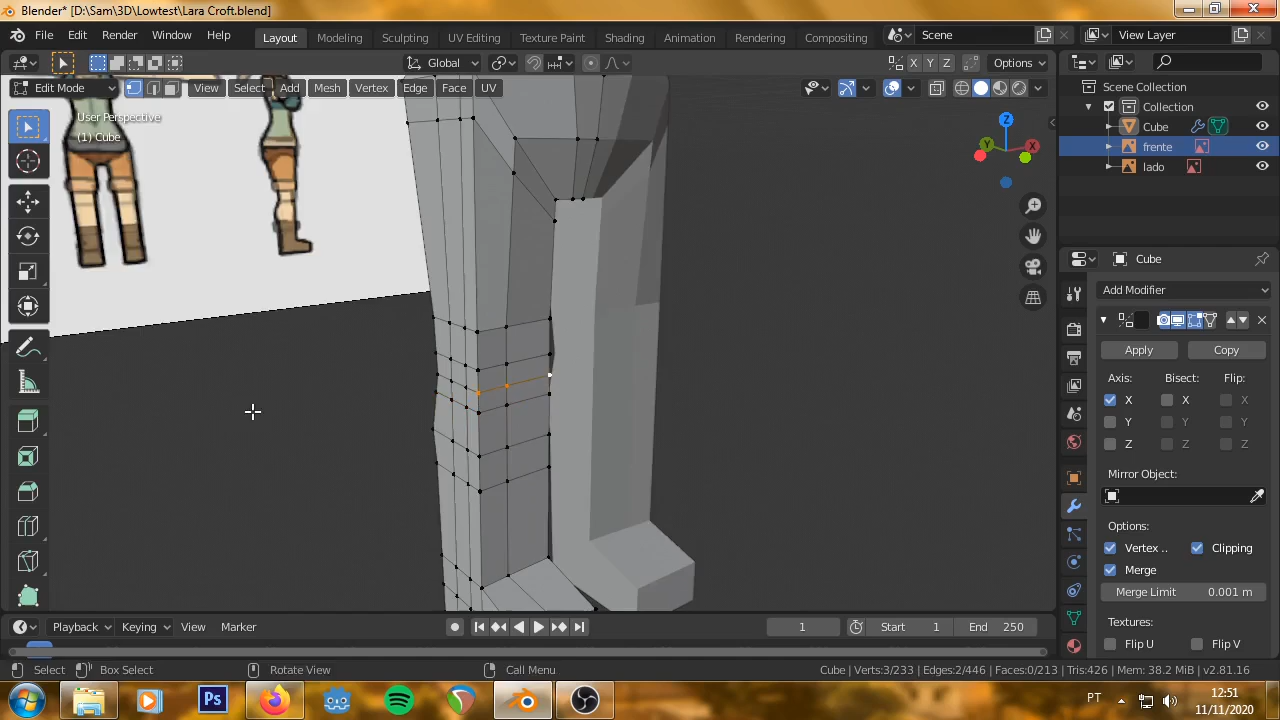 Blender* [D:\Sam\3D\Lowtest\Lara Croft.blend]
File Edit Render Window Help Layout Modeling Sculpting UV Editing Texture Paint Shading Animation Rendering Compositing Scene View Layer
Global X Y Z Options
Edit Mode View Select Add Mesh Vertex Edge Face UV
User Perspective
(1) Cube
Z
Y X
Scene Collection
Collection
Cube
frente
lado
Cube
Add Modifier
Apply Copy
Axis: Bisect: Flip:
X X X
Y Y Y
Z Z Z
Mirror Object:
Options:
Vertex .. Clipping
Merge
Merge Limit 0.001 m
Textures:
Flip U Flip V
Playback Keying View Marker 1 Start 1 End 250
Select Box Select Rotate View Call Menu Cube | Verts:3/233 | Edges:2/446 | Faces:0/213 | Tris:426 | Mem: 38.2 MiB | v2.81.16
Ps
PT 12:51
11/11/2020